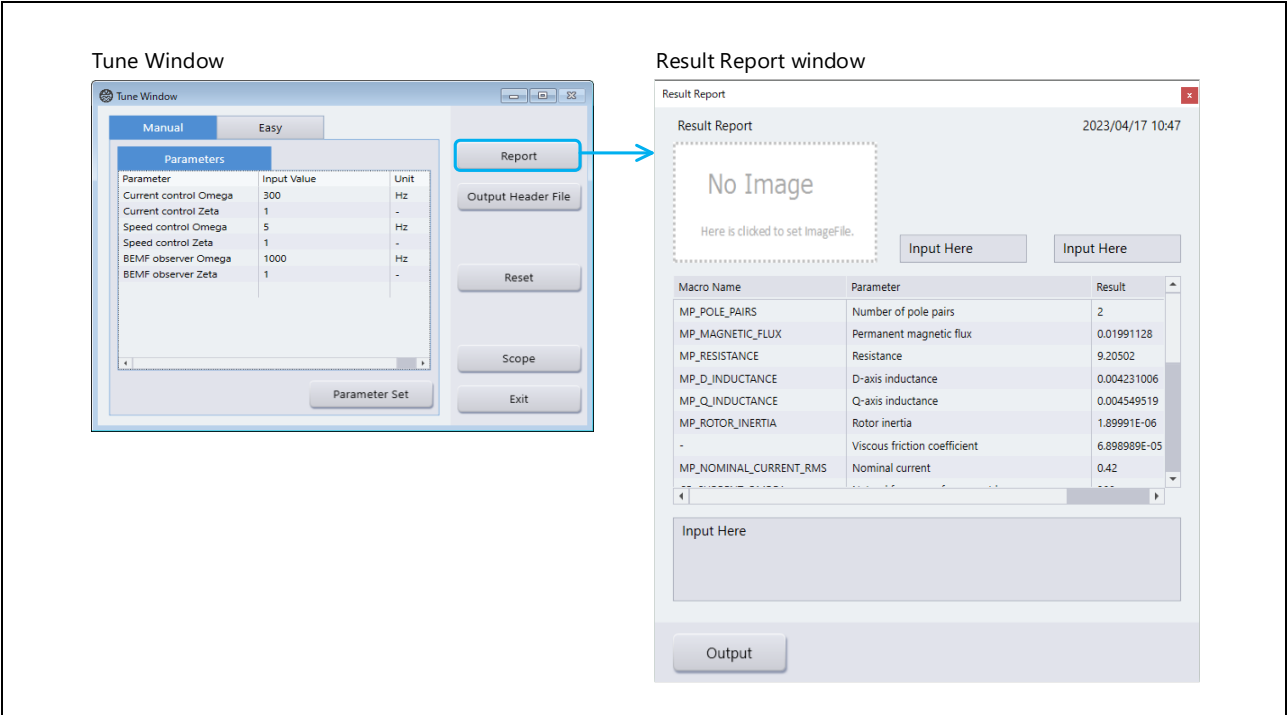 Tune Window
Tune Window
Manual Easy
Parameters
Parameter Input Value Unit
Current control Omega 300 Hz
Current control Zeta 1 -
Speed control Omega 5 Hz
Speed control Zeta 1 -
BEMF observer Omega 1000 Hz
BEMF observer Zeta 1 -
Parameter Set
Report
Output Header File
Reset
Scope
Exit
Result Report window
Result Report
Result Report 2023/04/17 10:47
No Image
Here is clicked to set ImageFile.
Input Here Input Here
Macro Name Parameter Result
MP_POLE_PAIRS Number of pole pairs 2
MP_MAGNETIC_FLUX Permanent magnetic flux 0.01991128
MP_RESISTANCE Resistance 9.20502
MP_D_INDUCTANCE D-axis inductance 0.004231006
MP_Q_INDUCTANCE Q-axis inductance 0.004549519
MP_ROTOR_INERTIA Rotor inertia 1.89991E-06
- Viscous friction coefficient 6.898989E-05
MP_NOMINAL_CURRENT_RMS Nominal current 0.42
Input Here
Output